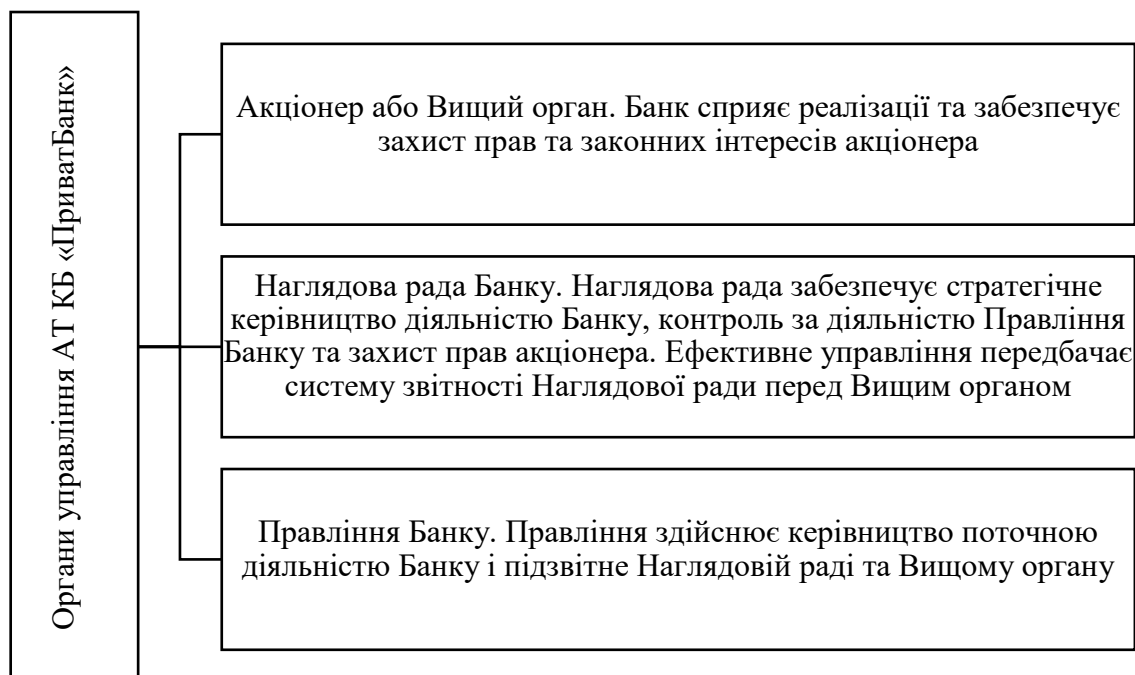 Органи управління АТ КБ «ПриватБанк»
Акціонер або Вищий орган. Банк сприяє реалізації та забезпечує
захист прав та законних інтересів акціонера
Наглядова рада Банку. Наглядова рада забезпечує стратегічне
керівництво діяльністю Банку, контроль за діяльністю Правління
Банку та захист прав акціонера. Ефективне управління передбачає
систему звітності Наглядової ради перед Вищим органом
Правління Банку. Правління здійснює керівництво поточною
діяльністю Банку і підзвітне Наглядовій раді та Вищому органу